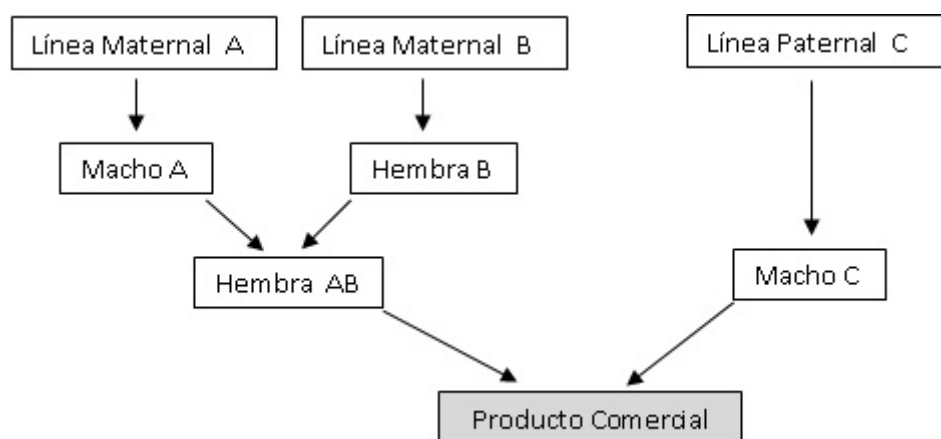 Línea Maternal A
Línea Maternal B
Línea Paternal C
Macho A
Hembra B
Hembra AB
Macho C
Producto Comercial